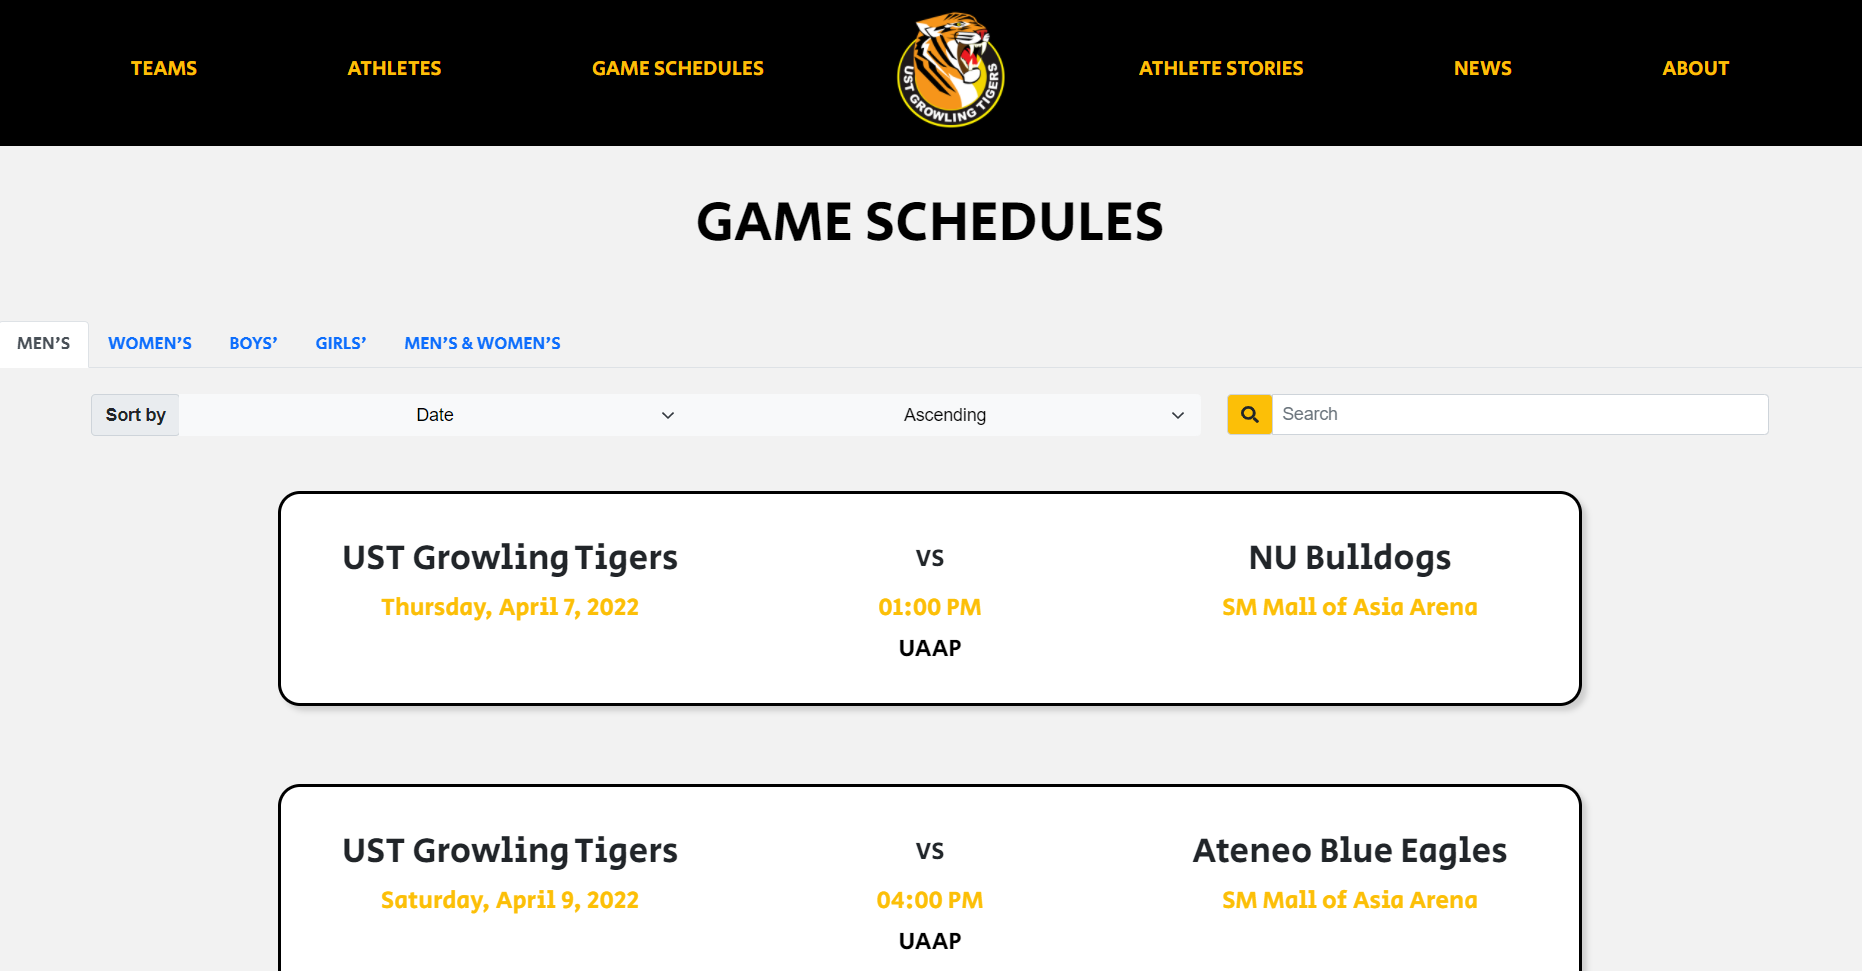 TEAMS ATHLETES GAME SCHEDULES UST GROWLING TIGERS ATHLETE STORIES NEWS ABOUT
GAME SCHEDULES
MEN’S WOMEN’S BOYS’ GIRLS’ MEN’S & WOMEN’S
Sort by Date Ascending Search
UST Growling Tigers VS NU Bulldogs
Thursday, April 7, 2022 01:00 PM SM Mall of Asia Arena
UAAP
UST Growling Tigers VS Ateneo Blue Eagles
Saturday, April 9, 2022 04:00 PM SM Mall of Asia Arena
UAAP